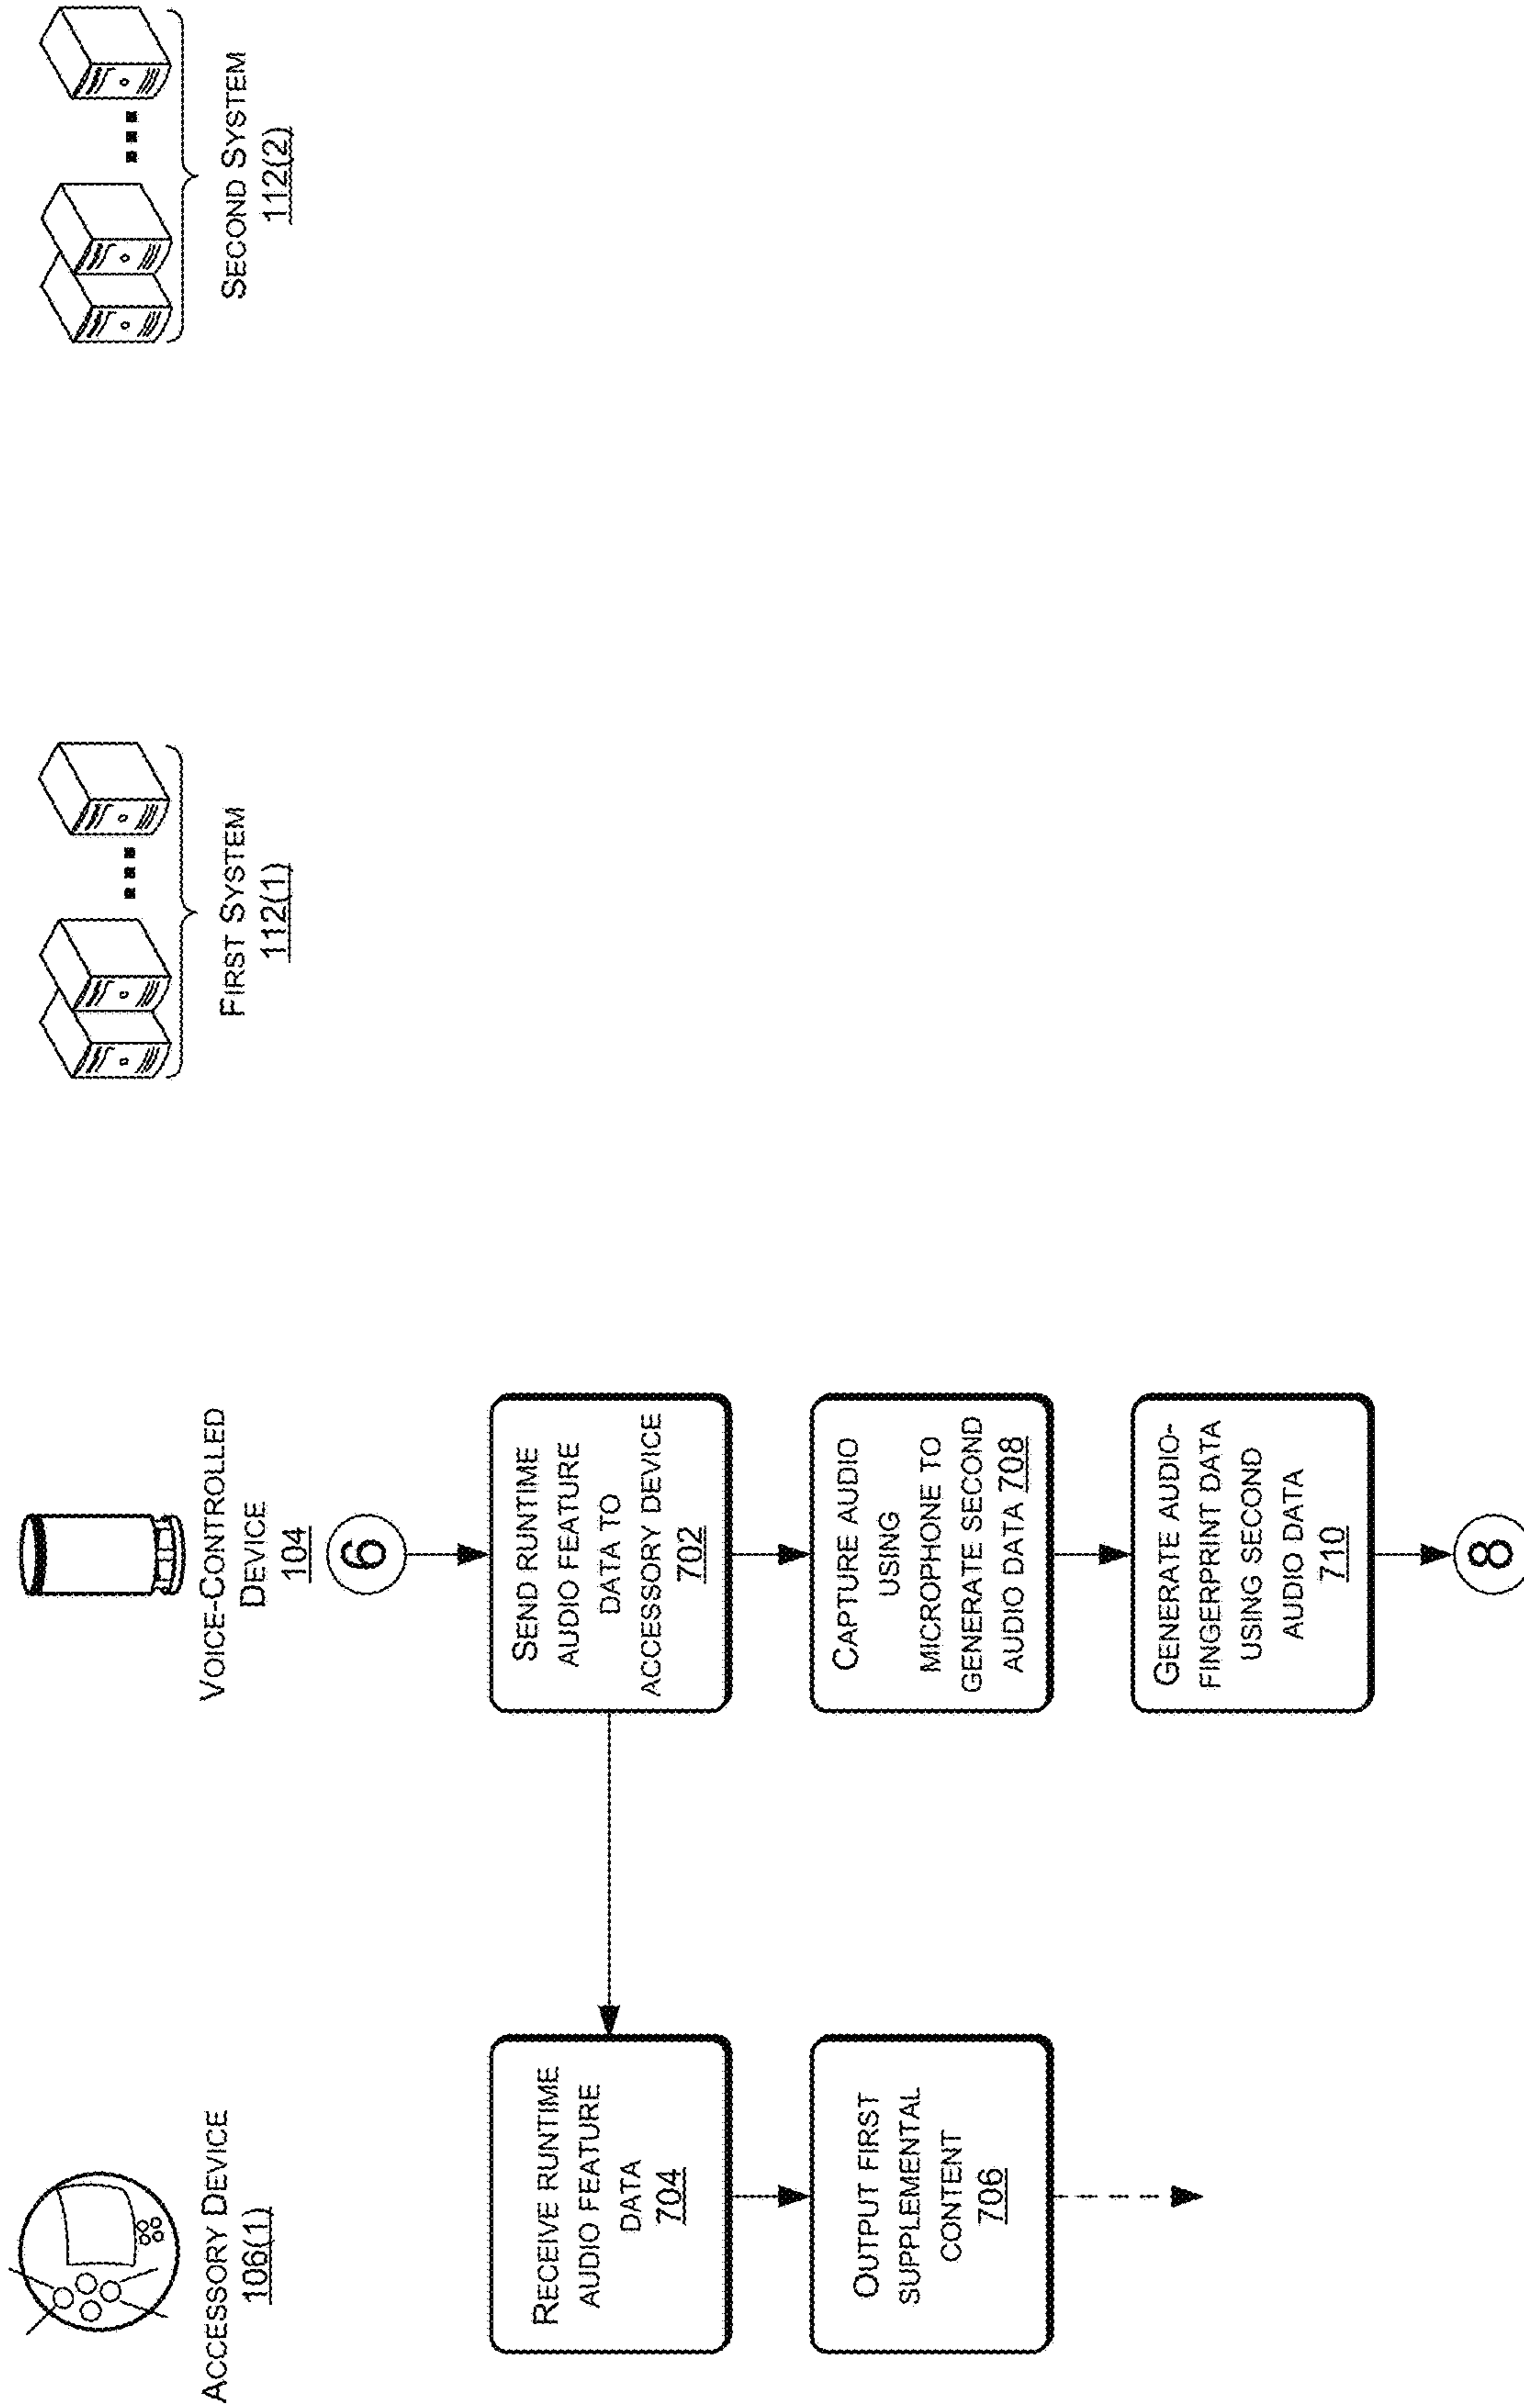 ACCESSORY DEVICE
106(1)
VOICE-CONTROLLED
DEVICE
104
FIRST SYSTEM
112(1)
SECOND SYSTEM
112(2)
6
SEND RUNTIME
AUDIO FEATURE
DATA TO
ACCESSORY DEVICE
702
RECEIVE RUNTIME
AUDIO FEATURE
DATA
704
OUTPUT FIRST
SUPPLEMENTAL
CONTENT
706
CAPTURE AUDIO
USING
MICROPHONE TO
GENERATE SECOND
AUDIO DATA 708
GENERATE AUDIO-
FINGERPRINT DATA
USING SECOND
AUDIO DATA
710
8